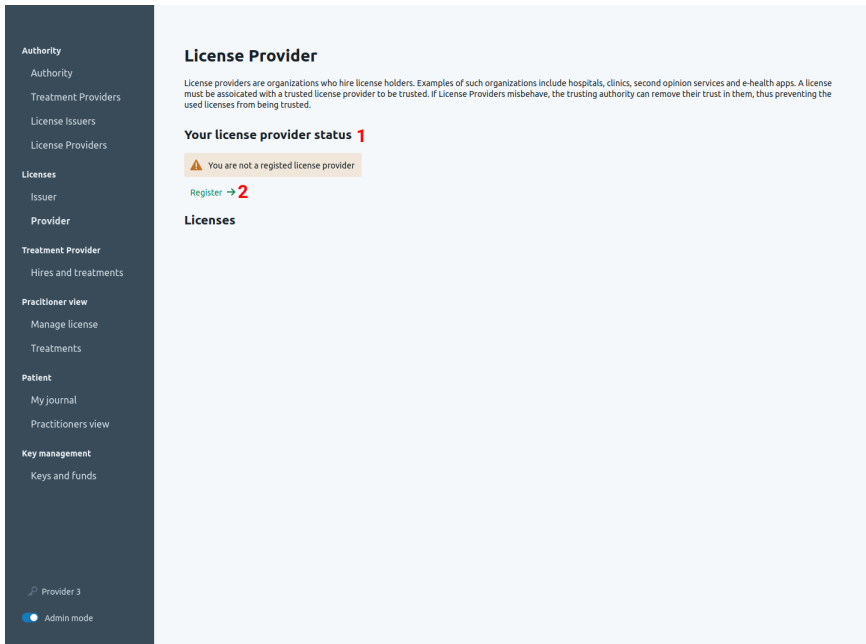 Authority
Authority
Treatment Providers
License Issuers
License Providers
Licenses
Issuer
Provider
Treatment Provider
Hires and treatments
Pracitioner view
Manage license
Treatments
Patient
My journal
Practitioners view
Key management
Keys and funds
Provider 3
Admin mode
License Provider
License providers are organizations who hire license holders. Examples of such organizations include hospitals, clinics, second opinion services and e-health apps. A license
must be assoicated with a trusted license provider to be trusted. If License Providers misbehave, the trusting authority can remove their trust in them, thus preventing the
used licenses from being trusted.
Your license provider status 1
You are not a registed license provider
Register → 2
Licenses